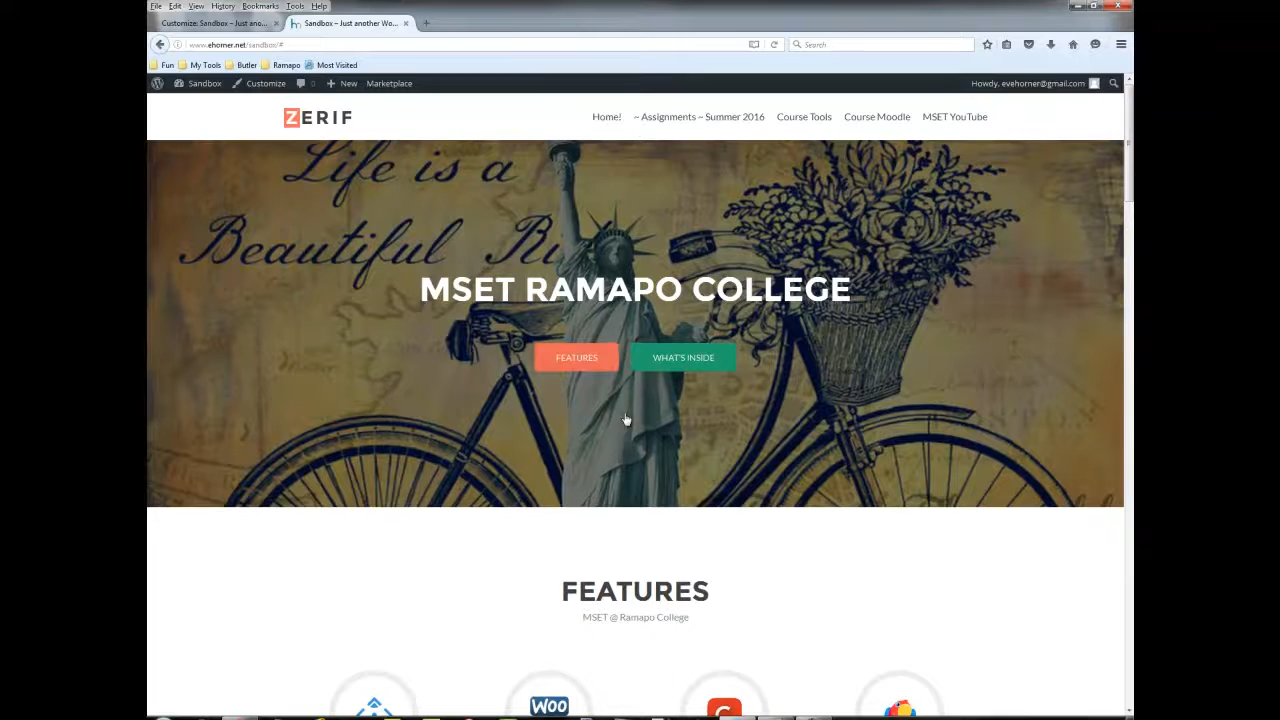 File Edit View History Bookmarks Tools Help
Customize: Sandbox – Just ano... × Sandbox – Just another Wo... × +
www.ehorner.net/sandbox/# Search
Fun My Tools Butler Ramapo Most Visited
Sandbox Customize 0 New Marketplace Howdy, evehorner@gmail.com
ZERIF Home! ~ Assignments ~ Summer 2016 Course Tools Course Moodle MSET YouTube
Life is a
Beautiful
MSET RAMAPO COLLEGE
FEATURES WHAT'S INSIDE
FEATURES
MSET @ Ramapo College
WOO